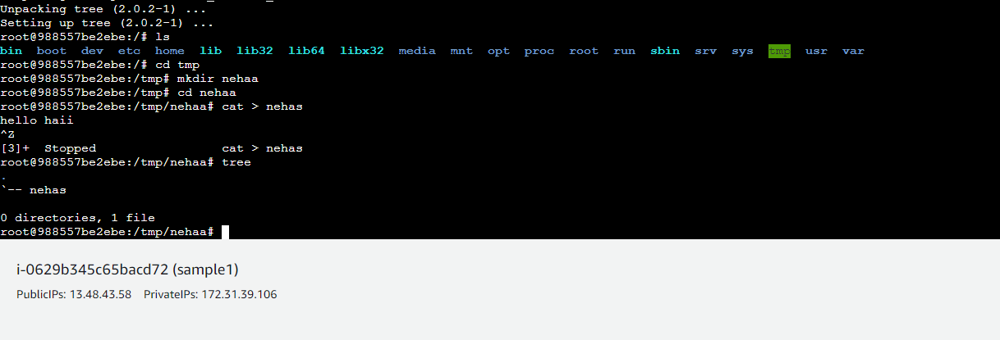 Unpacking tree (2.0.2-1) ...
Setting up tree (2.0.2-1) ...
root@988557be2ebe:/# ls
bin boot dev etc home lib lib32 lib64 libx32 media mnt opt proc root run sbin srv sys tmp usr var
root@988557be2ebe:/# cd tmp
root@988557be2ebe:/tmp# mkdir nehaa
root@988557be2ebe:/tmp# cd nehaa
root@988557be2ebe:/tmp/nehaa# cat > nehas
hello haii
^Z
[3]+  Stopped                 cat > nehas
root@988557be2ebe:/tmp/nehaa# tree
.
`-- nehas
0 directories, 1 file
root@988557be2ebe:/tmp/nehaa#
i-0629b345c65bacd72 (sample1)
PublicIPs: 13.48.43.58 PrivateIPs: 172.31.39.106